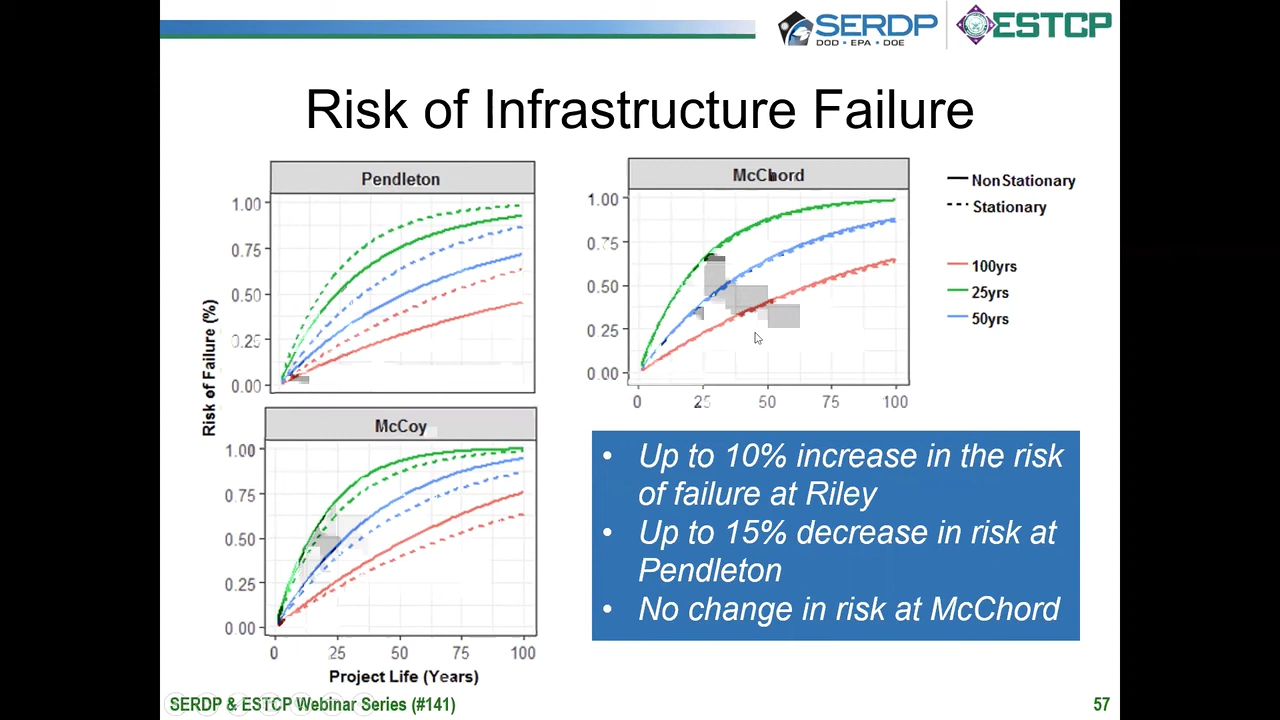 SERDP
DOD • EPA • DOE
ESTCP
Risk of Infrastructure Failure
Pendleton
1.00
0.75
0.50
0.25
0.00
McChord
1.00
0.75
0.50
0.25
0.00
0 25 50 75 100
NonStationary
Stationary
100yrs
25yrs
50yrs
Risk of Failure (%)
McCoy
1.00
0.75
0.50
0.25
0.00
0 25 50 75 100
Project Life (Years)
• Up to 10% increase in the risk
of failure at Riley
• Up to 15% decrease in risk at
Pendleton
• No change in risk at McChord
SERDP & ESTCP Webinar Series (#141)
57